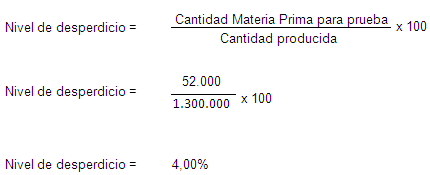 Nivel de desperdicio = Cantidad Materia Prima para prueba x 100
Cantidad producida
Nivel de desperdicio = 52.000 x 100
1.300.000
Nivel de desperdicio = 4,00%